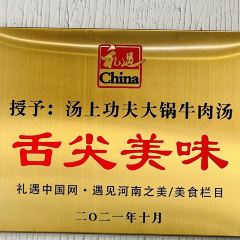 礼遇
China
授予：汤上功夫大锅牛肉汤
舌尖美味
礼遇中国网·遇见河南之美/美食栏目
二〇二一年十月